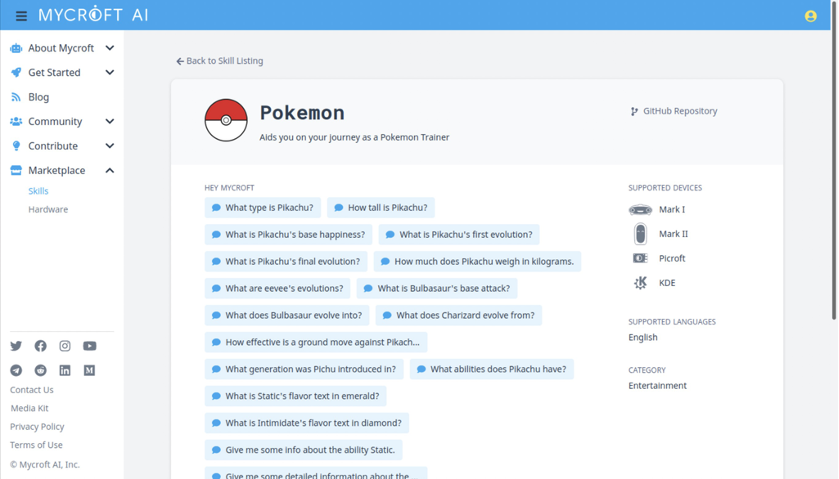 MYCROFT AI
About Mycroft
Get Started
Blog
Community
Contribute
Marketplace
Skills
Hardware
Contact Us
Media Kit
Privacy Policy
Terms of Use
© Mycroft AI, Inc.
Back to Skill Listing
Pokemon
Aids you on your journey as a Pokemon Trainer
GitHub Repository
HEY MYCROFT
What type is Pikachu? How tall is Pikachu?
What is Pikachu's base happiness? What is Pikachu's first evolution?
What is Pikachu's final evolution? How much does Pikachu weigh in kilograms.
What are eevee's evolutions? What is Bulbasaur's base attack?
What does Bulbasaur evolve into? What does Charizard evolve from?
How effective is a ground move against Pikach...
What generation was Pichu introduced in? What abilities does Pikachu have?
What is Static's flavor text in emerald?
What is Intimidate's flavor text in diamond?
Give me some info about the ability Static.
Give me some detailed information about the ...
SUPPORTED DEVICES
Mark I
Mark II
Picroft
KDE
SUPPORTED LANGUAGES
English
CATEGORY
Entertainment